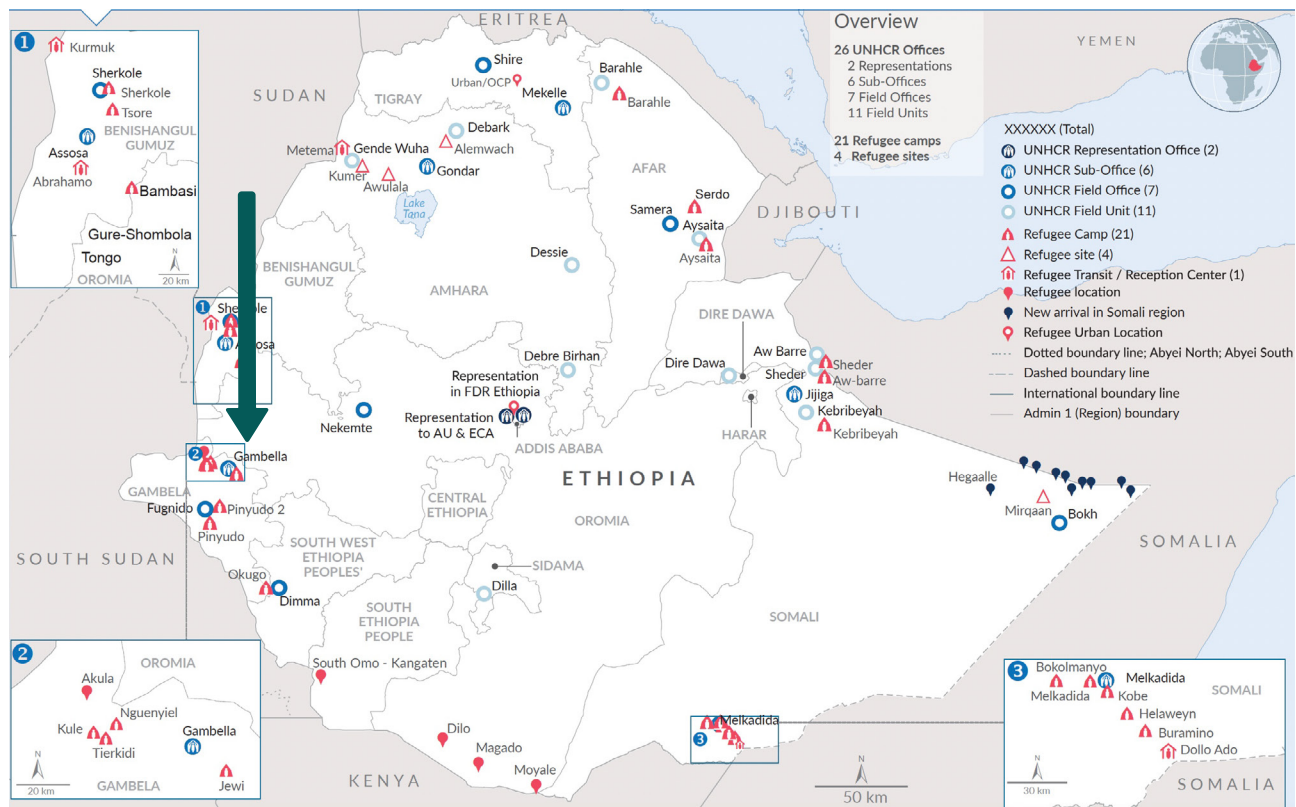 1
Kurmuk
Sherkole
Sherkole
Tsore
BENISHANGUL
GUMUZ
Assosa
Abrahamo
Bambasi
Gure-Shombola
Tongo
OROMIA
N
20 km
ERITREA
YEMEN
SUDAN
DJIBOUTI
SOMALIA
SOUTH SUDAN
KENYA
ETHIOPIA
Overview
26 UNHCR Offices
2 Representations
6 Sub-Offices
7 Field Offices
11 Field Units
21 Refugee camps
4 Refugee sites
XXXXXX (Total)
UNHCR Representation Office (2)
UNHCR Sub-Office (6)
UNHCR Field Office (7)
UNHCR Field Unit (11)
Refugee Camp (21)
Refugee site (4)
Refugee Transit / Reception Center (1)
Refugee location
New arrival in Somali region
Refugee Urban Location
Dotted boundary line; Abyei North; Abyei South
Dashed boundary line
International boundary line
Admin 1 (Region) boundary
Shire
Urban/OCP
Mekelle
TIGRAY
Barahle
Barahle
Debark
Alemwach
Metema
Gende Wuha
Kumer
Awulala
Gondar
Lake
Tana
AFAR
Serdo
Samera
Aysaita
Aysaita
Dessie
BENISHANGUL
GUMUZ
AMHARA
1
Sherkole
DIRE DAWA
Debre Birhan
Dire Dawa
Aw Barre
Sheder
Sheder
Aw-barre
Jijiga
Kebribeyah
Kebribeyah
HARAR
Representation
in FDR Ethiopia
Representation
to AU & ECA
ADDIS ABABA
Nekemte
2
Gambella
GAMBELA
Fugnido
Pinyudo 2
Pinyudo
CENTRAL
ETHIOPIA
OROMIA
Hegaalle
Mirqaan
Bokh
SOUTH WEST
ETHIOPIA
PEOPLES'
SIDAMA
Okugo
Dimma
Dilla
SOUTH
ETHIOPIA
PEOPLE
SOMALI
South Omo - Kangaten
Dilo
Magado
Moyale
Melkadida
3
N
50 km
2
OROMIA
Akula
Nguenyiel
Kule
Tierkidi
Gambella
Jewi
N
20 km
GAMBELA
3
Bokolmanyo
Melkadida
Melkadida
Kobe
SOMALI
Helaweyn
Buramino
Dollo Ado
N
30 km
SOMALIA